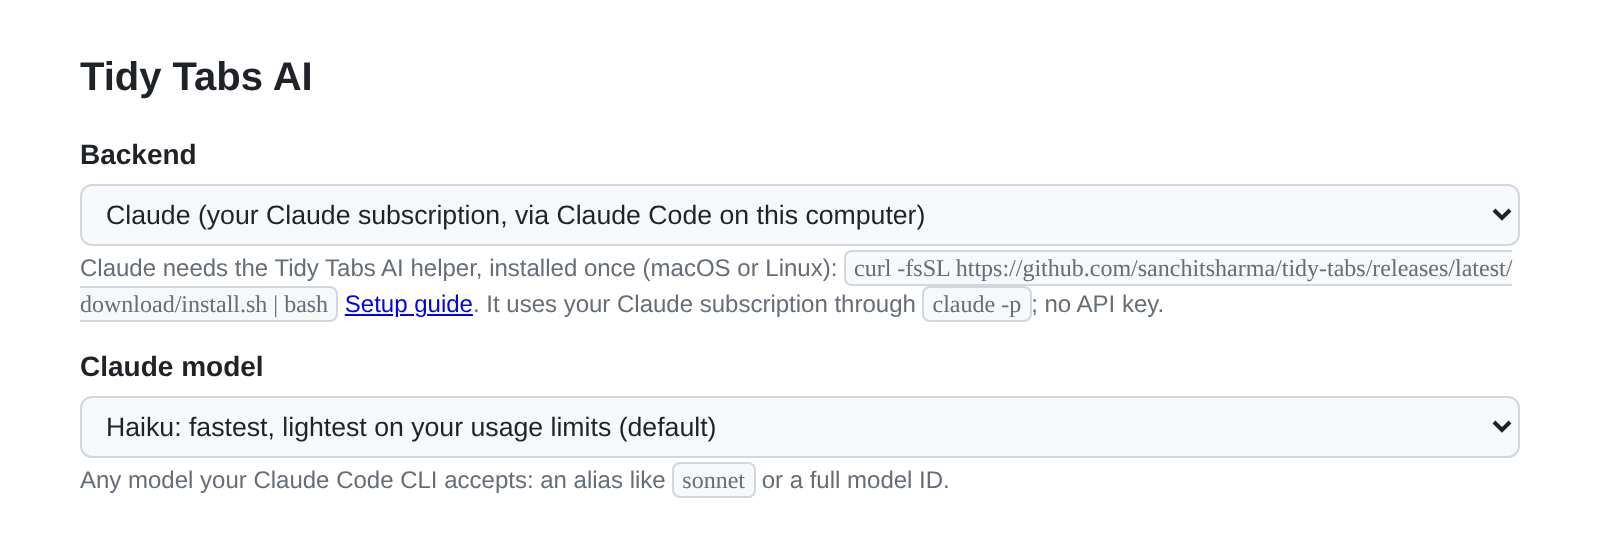 Tidy Tabs AI
Backend
Claude (your Claude subscription, via Claude Code on this computer)
Claude needs the Tidy Tabs AI helper, installed once (macOS or Linux): curl -fsSL https://github.com/sanchitsharma/tidy-tabs/releases/latest/
download/install.sh | bash Setup guide. It uses your Claude subscription through claude -p; no API key.
Claude model
Haiku: fastest, lightest on your usage limits (default)
Any model your Claude Code CLI accepts: an alias like sonnet or a full model ID.